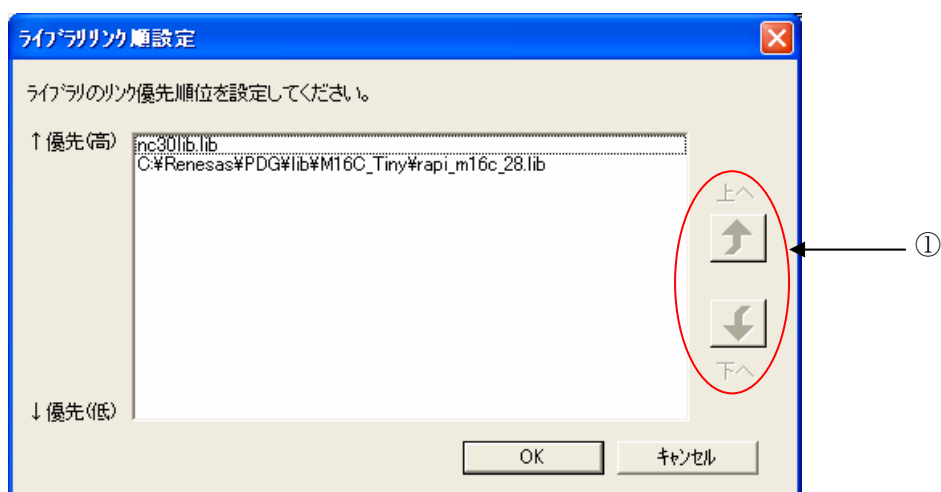 ライブラリリンク順設定
ライブラリのリンク優先順位を設定してください。
↑優先(高)
nc30lib.lib
C:¥Renesas¥PDG¥lib¥M16C_Tiny¥rapi_m16c_28.lib
上へ
①
下へ
↓優先(低)
OK
キャンセル